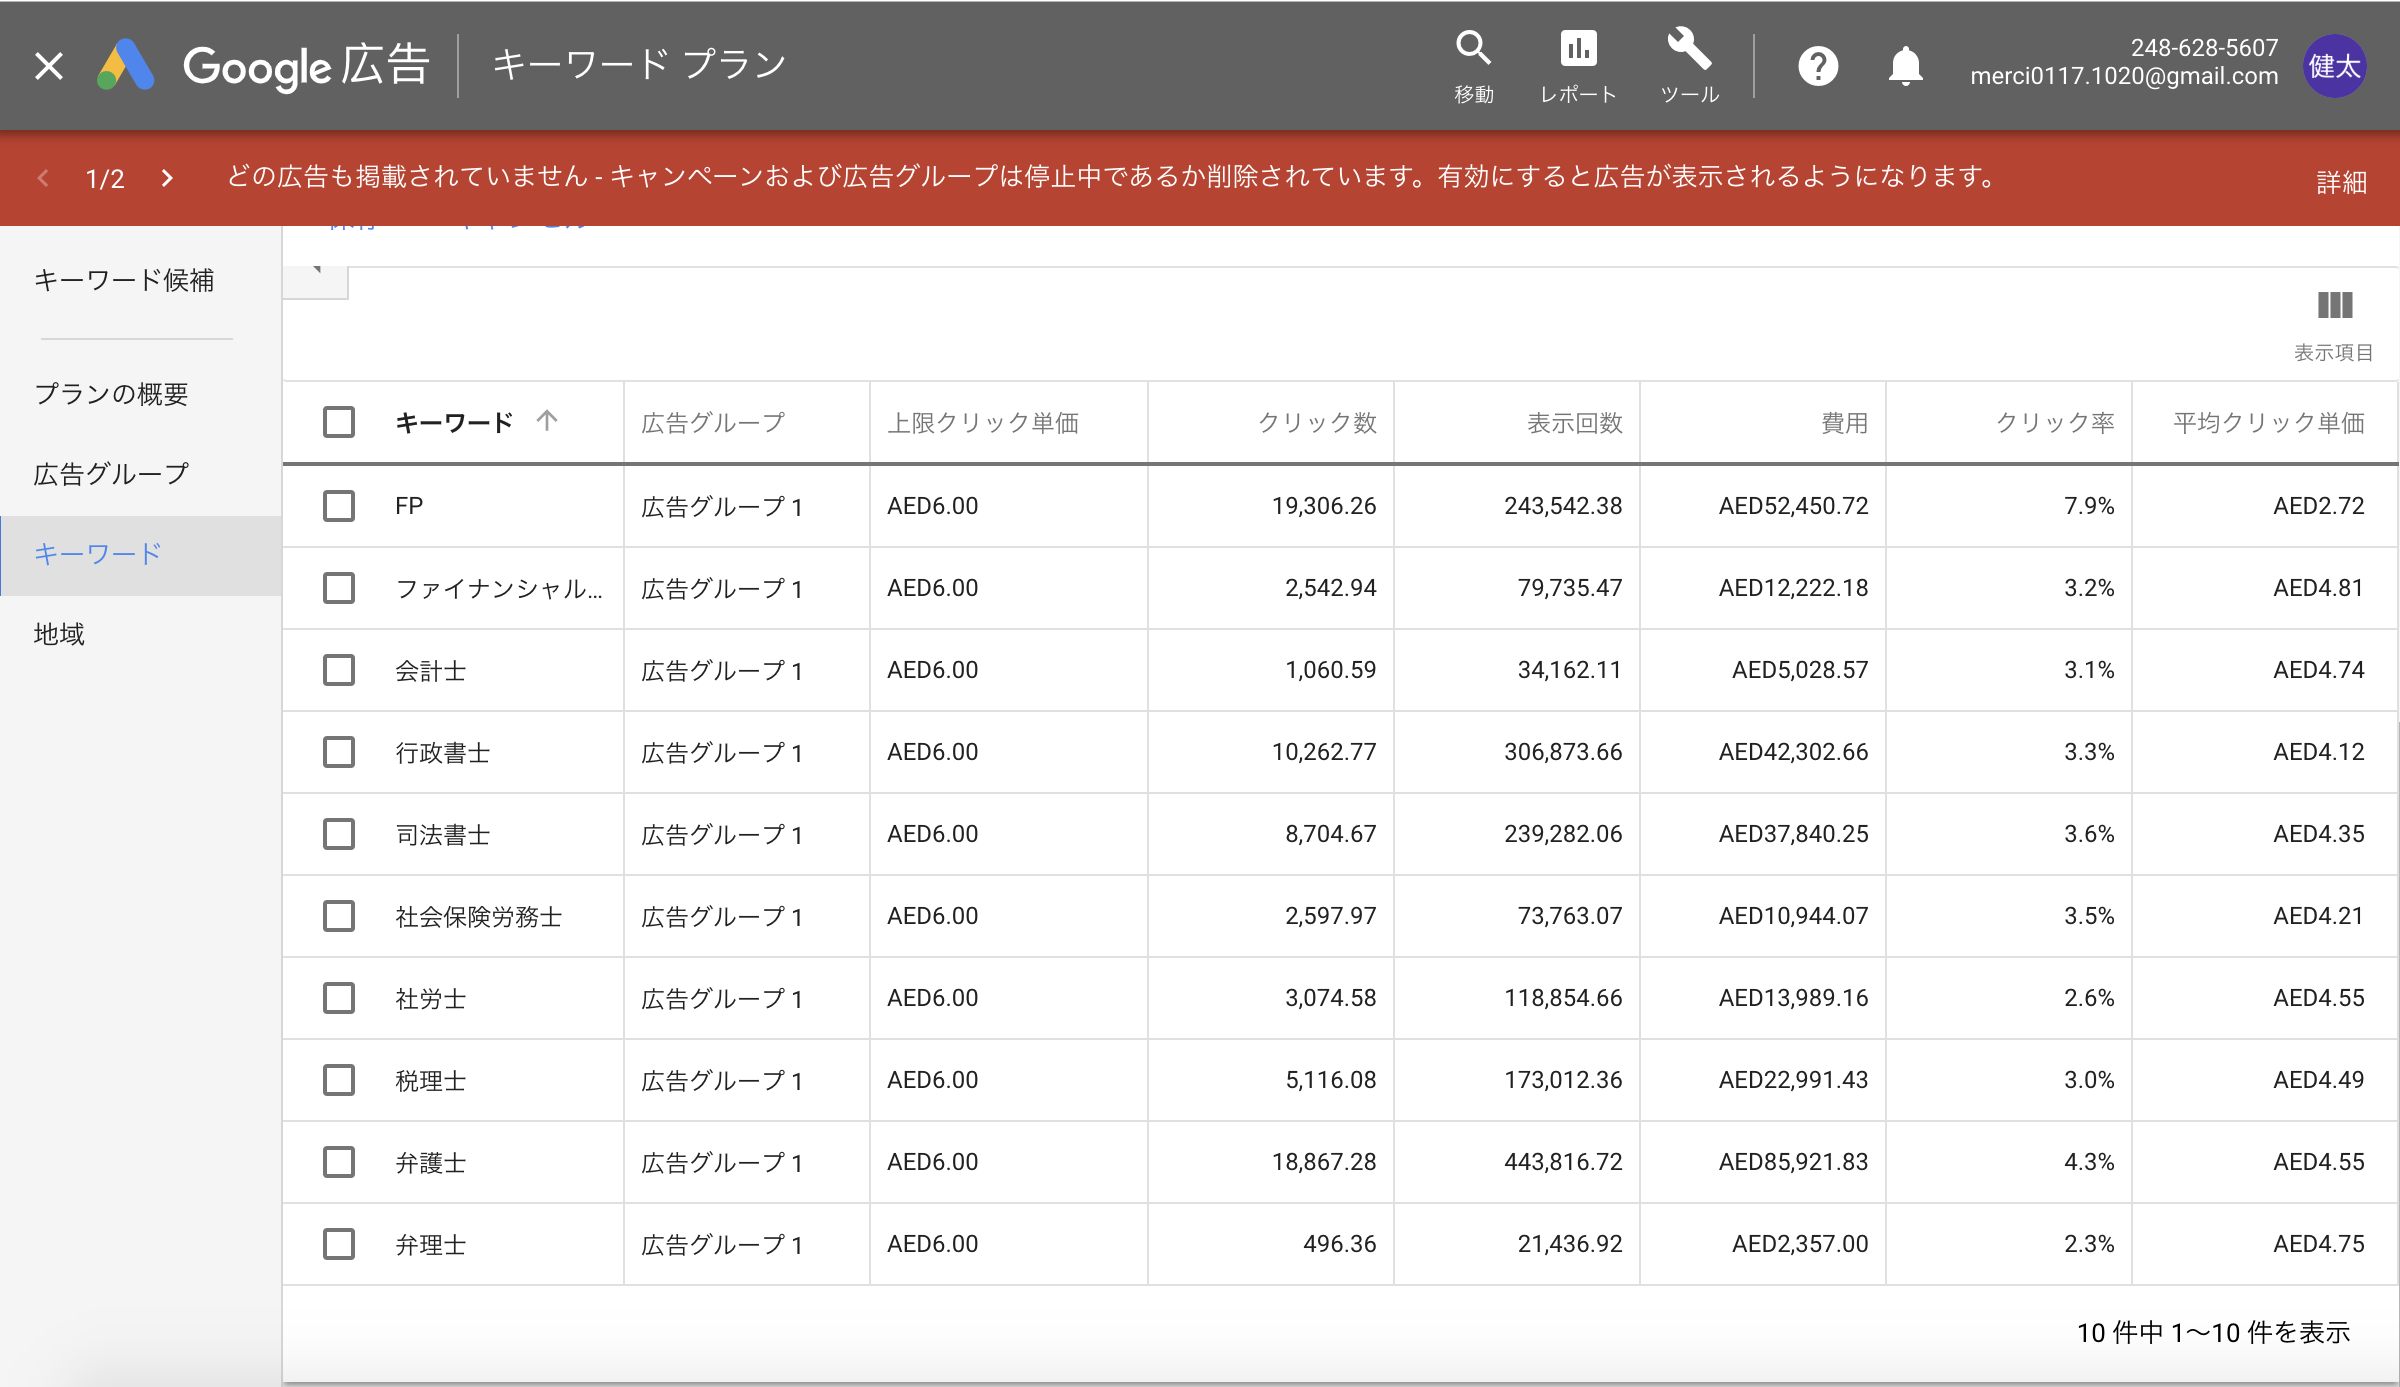 Google 広告
キーワード プラン
移動
レポート
ツール
248-628-5607
merci0117.1020@gmail.com
健太
1/2
どの広告も掲載されていません - キャンペーンおよび広告グループは停止中であるか削除されています。有効にすると広告が表示されるようになります。
詳細
キーワード候補
プランの概要
広告グループ
キーワード
地域
表示項目
キーワード 広告グループ 上限クリック単価 クリック数 表示回数 費用 クリック率 平均クリック単価
FP 広告グループ 1 AED6.00 19,306.26 243,542.38 AED52,450.72 7.9% AED2.72
ファイナンシャル... 広告グループ 1 AED6.00 2,542.94 79,735.47 AED12,222.18 3.2% AED4.81
会計士 広告グループ 1 AED6.00 1,060.59 34,162.11 AED5,028.57 3.1% AED4.74
行政書士 広告グループ 1 AED6.00 10,262.77 306,873.66 AED42,302.66 3.3% AED4.12
司法書士 広告グループ 1 AED6.00 8,704.67 239,282.06 AED37,840.25 3.6% AED4.35
社会保険労務士 広告グループ 1 AED6.00 2,597.97 73,763.07 AED10,944.07 3.5% AED4.21
社労士 広告グループ 1 AED6.00 3,074.58 118,854.66 AED13,989.16 2.6% AED4.55
税理士 広告グループ 1 AED6.00 5,116.08 173,012.36 AED22,991.43 3.0% AED4.49
弁護士 広告グループ 1 AED6.00 18,867.28 443,816.72 AED85,921.83 4.3% AED4.55
弁理士 広告グループ 1 AED6.00 496.36 21,436.92 AED2,357.00 2.3% AED4.75
10 件中 1～10 件を表示